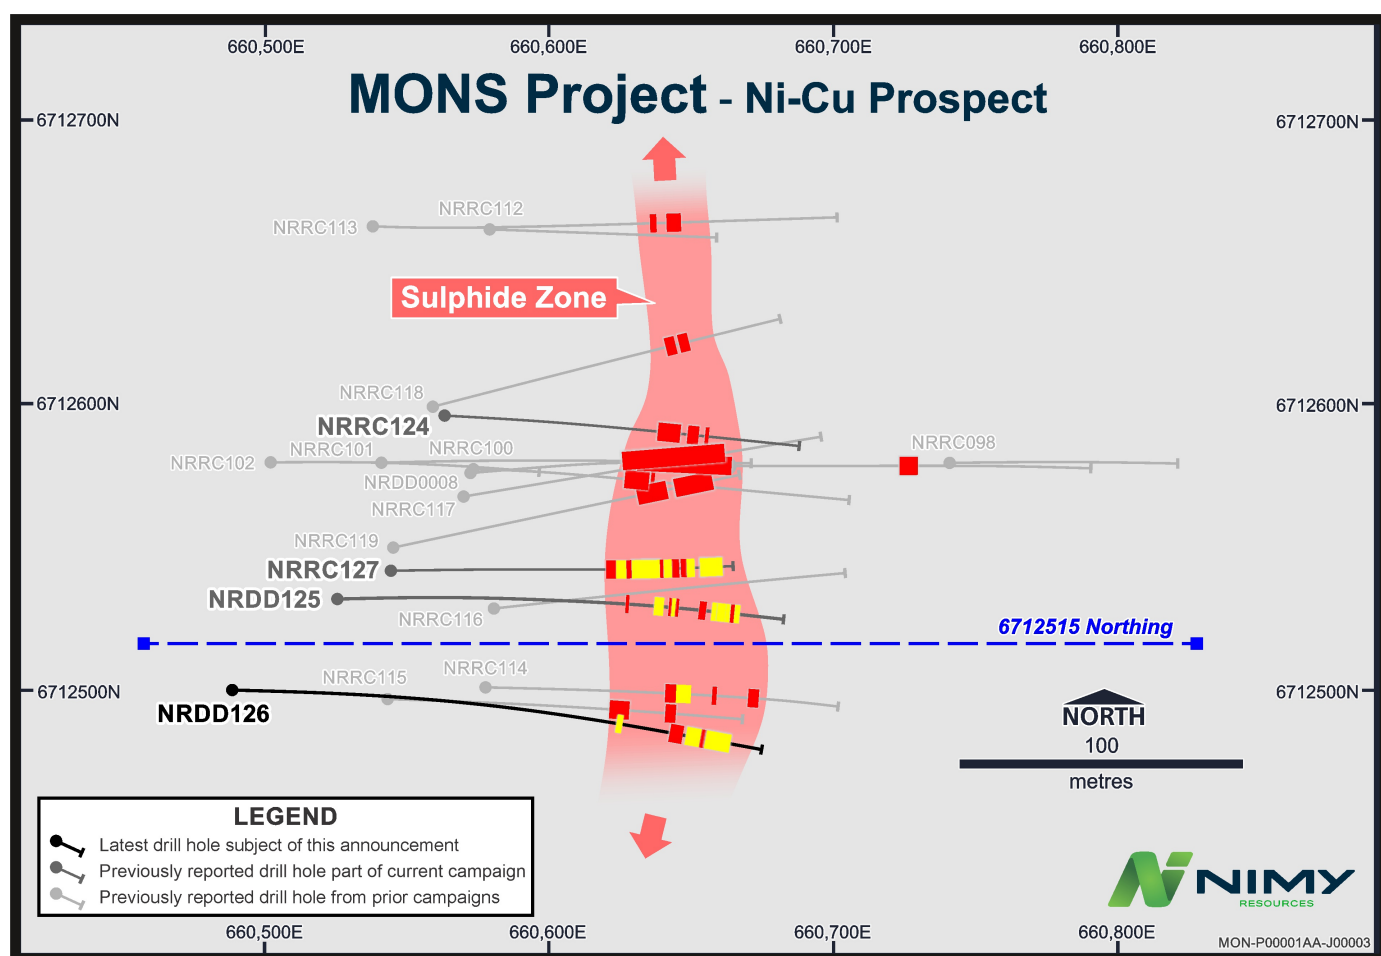 660,500E 660,600E 660,700E 660,800E
MONS Project - Ni-Cu Prospect
6712700N 6712700N
NRRC112
NRRC113
Sulphide Zone
NRRC118
6712600N 6712600N
NRRC124
NRRC098
NRRC100
NRRC101
NRRC102
NRDD0008
NRRC117
NRRC119
NRRC127
NRDD125
NRRC116
6712515 Northing
NRRC114
NRRC115
6712500N 6712500N
NRDD126
NORTH
100
metres
LEGEND
Latest drill hole subject of this announcement
Previously reported drill hole part of current campaign
Previously reported drill hole from prior campaigns
NIMY
RESOURCES
660,500E 660,600E 660,700E 660,800E
MON-P00001AA-J00003